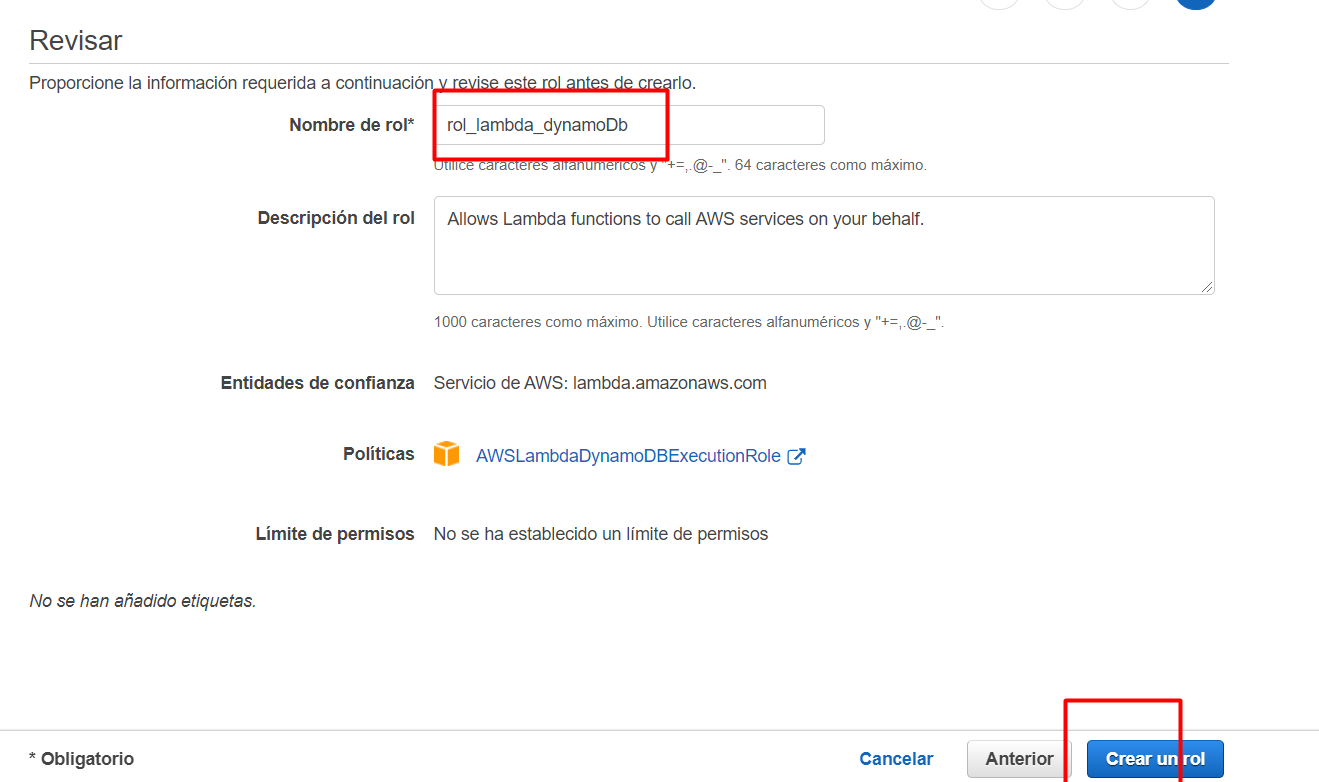 Revisar
Proporcione la información requerida a continuación y revise este rol antes de crearlo.
Nombre de rol* rol_lambda_dynamoDb
Utilice caracteres alfanuméricos y "+=,.@-_". 64 caracteres como máximo.
Descripción del rol Allows Lambda functions to call AWS services on your behalf.
1000 caracteres como máximo. Utilice caracteres alfanuméricos y "+=,.@-_".
Entidades de confianza Servicio de AWS: lambda.amazonaws.com
Políticas AWSLambdaDynamoDBExecutionRole
Límite de permisos No se ha establecido un límite de permisos
No se han añadido etiquetas.
* Obligatorio Cancelar Anterior Crear un rol